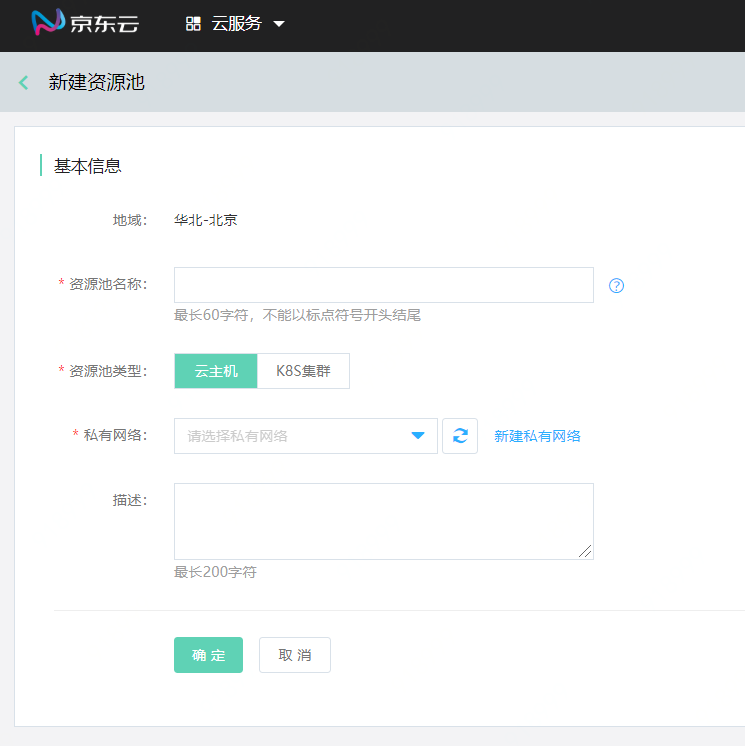 京东云 云服务
新建资源池
基本信息
地域： 华北-北京
* 资源池名称：
最长60字符，不能以标点符号开头结尾
* 资源池类型： 云主机 K8S集群
* 私有网络： 请选择私有网络 新建私有网络
描述：
最长200字符
确 定 取 消